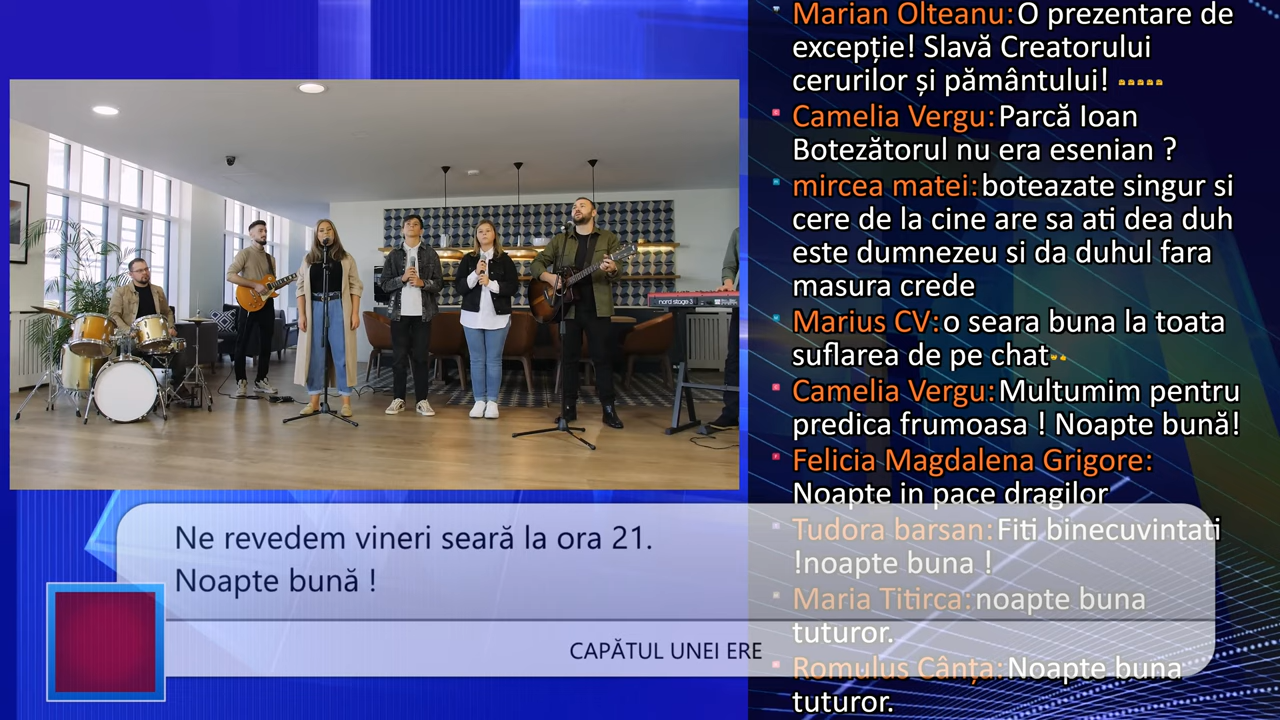 Marian Olteanu: O prezentare de
excepție! Slavă Creatorului
cerurilor și pământului!
Camelia Vergu: Parcă Ioan
Botezătorul nu era esenian ?
mircea matei: boteazate singur si
cere de la cine are sa ati dea duh
este dumnezeu si da duhul fara
masura crede
Marius CV: o seara buna la toata
suflarea de pe chat
Camelia Vergu: Multumim pentru
predica frumoasa ! Noapte bună!
Felicia Magdalena Grigore:
Noapte in pace dragilor
Tudora barsan: Fiti binecuvintati
!noapte buna !
Maria Titirca: noapte buna
tuturor.
Romulus Cânța: Noapte buna
tuturor.
nord stage 3
Ne revedem vineri seară la ora 21.
Noapte bună !
CAPĂTUL UNEI ERE